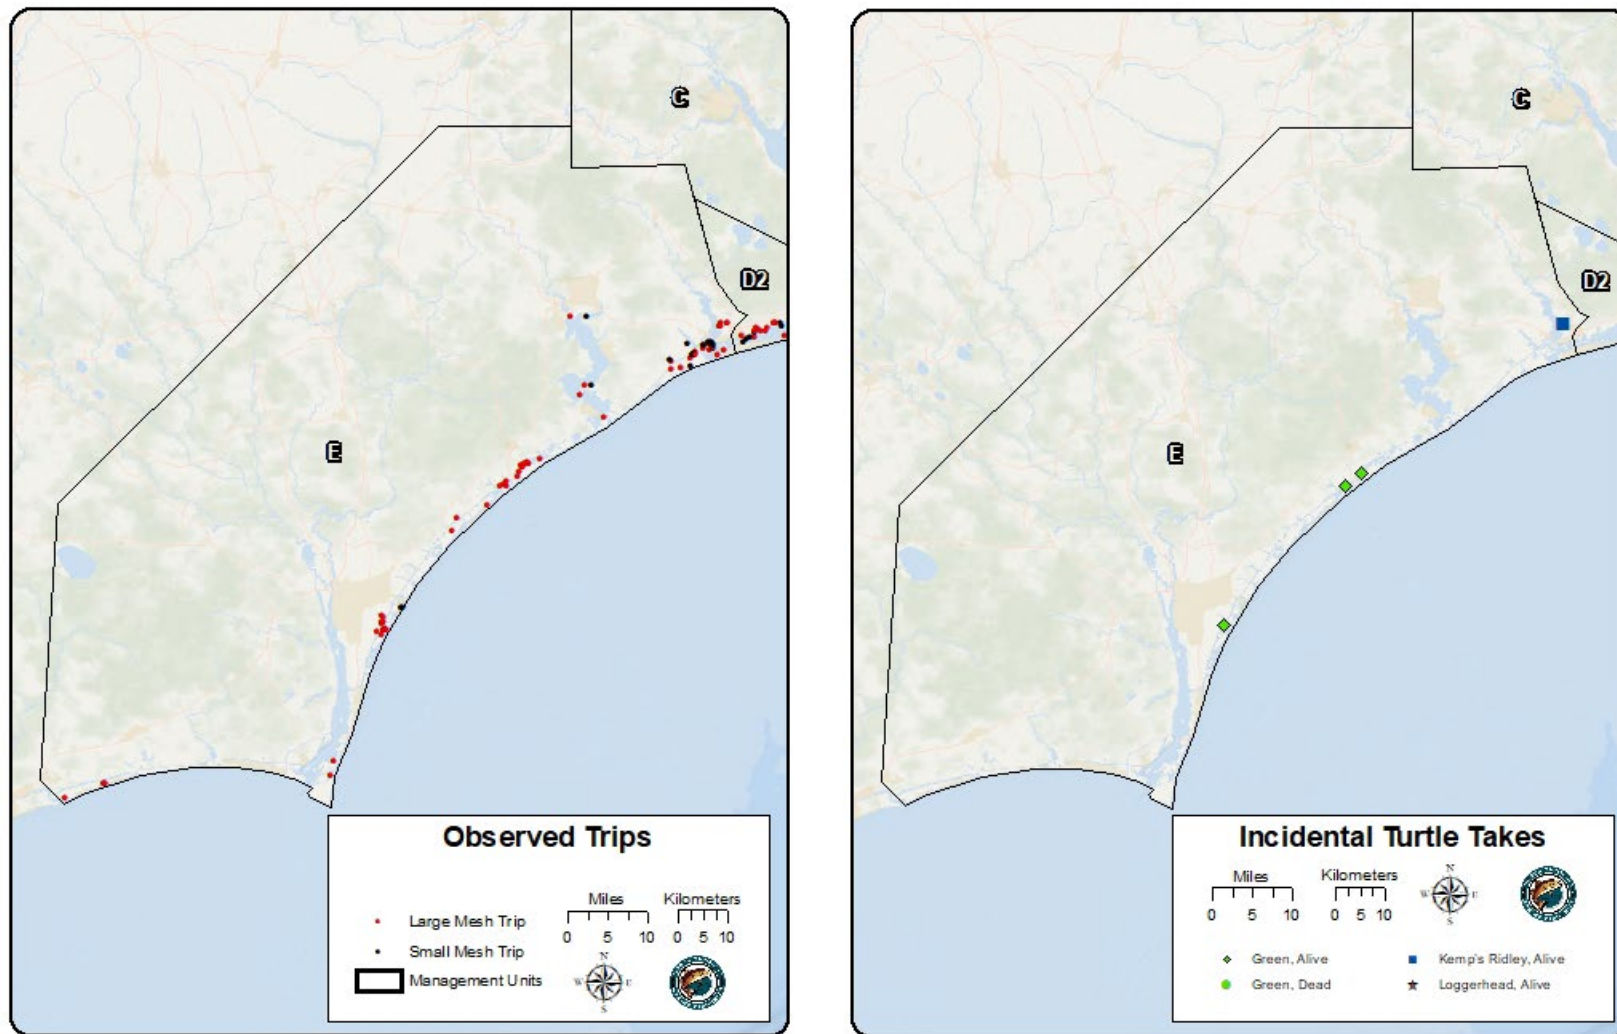 C
D2
E
Observed Trips
Miles Kilometers
Large Mesh Trip
0 5 10 0 5 10
Small Mesh Trip
N
Management Units
W E
S
C
D2
E
Incidental Turtle Takes
Miles Kilometers
N
W E
0 5 10 0 5 10
S
Green, Alive Kemp's Ridley, Alive
Green, Dead Loggerhead, Alive